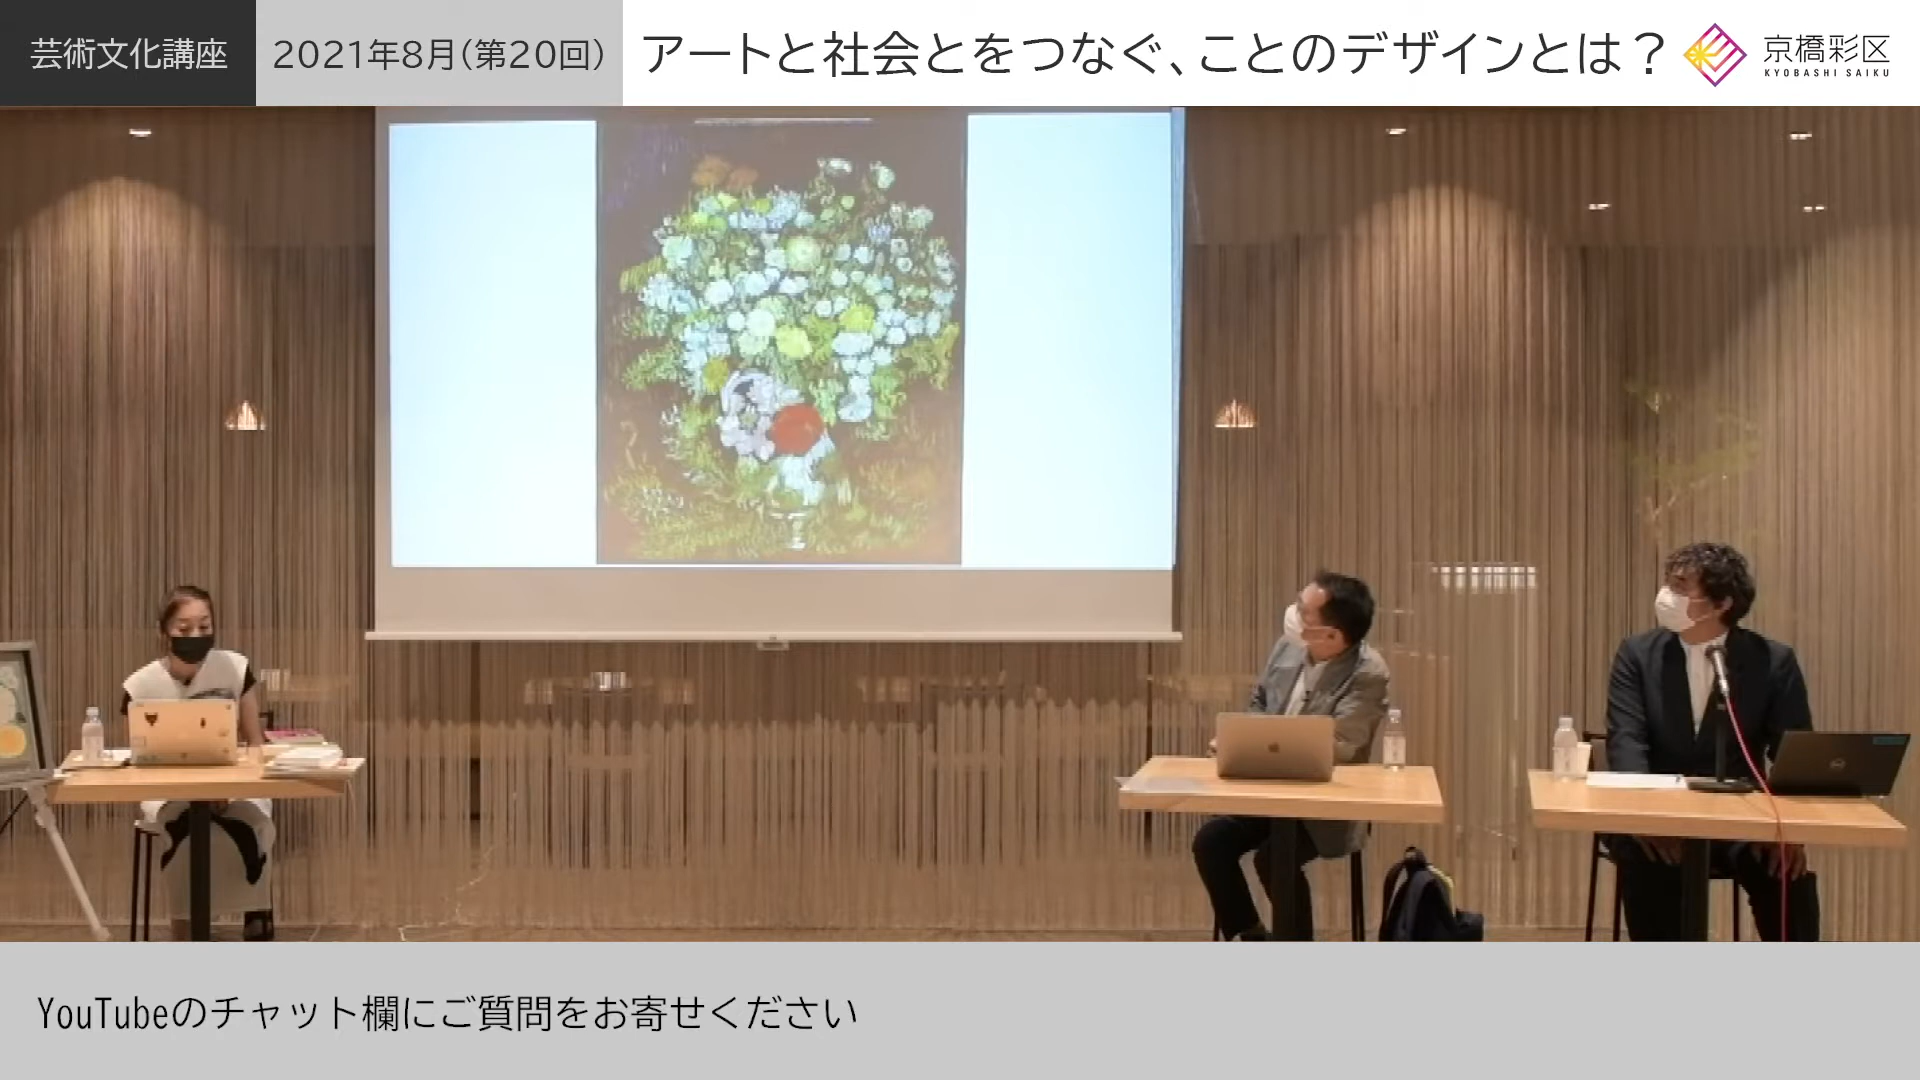 芸術文化講座
2021年8月(第20回)
アートと社会とをつなぐ、ことのデザインとは？
京橋彩区
KYOBASHI SAIKU
YouTubeのチャット欄にご質問をお寄せください